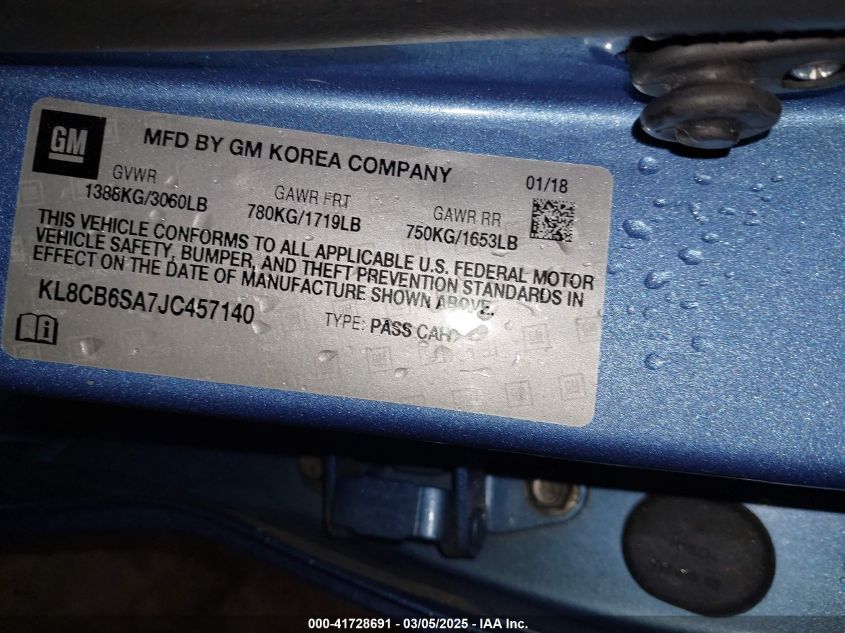 GM
MFD BY GM KOREA COMPANY
01/18
GVWR
1388KG/3060LB
GAWR FRT
780KG/1719LB
GAWR RR
750KG/1653LB
THIS VEHICLE CONFORMS TO ALL APPLICABLE U.S. FEDERAL MOTOR
VEHICLE SAFETY, BUMPER, AND THEFT PREVENTION STANDARDS IN
EFFECT ON THE DATE OF MANUFACTURE SHOWN ABOVE.
KL8CB6SA7JC457140
TYPE: PASS CAR
000-41728691 - 03/05/2025 - IAA Inc.